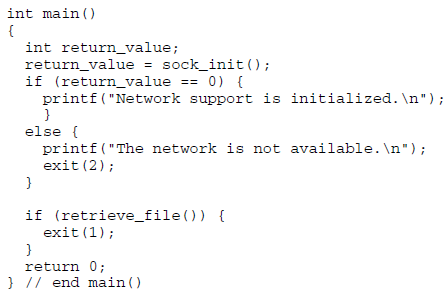 int main()
{
  int return_value;
  return_value = sock_init();
  if (return_value == 0) {
    printf("Network support is initialized.\n");
    }
  else {
    printf("The network is not available.\n");
    exit(2);
  }

  if (retrieve_file()) {
    exit(1);
  }
  return 0;
} // end main()